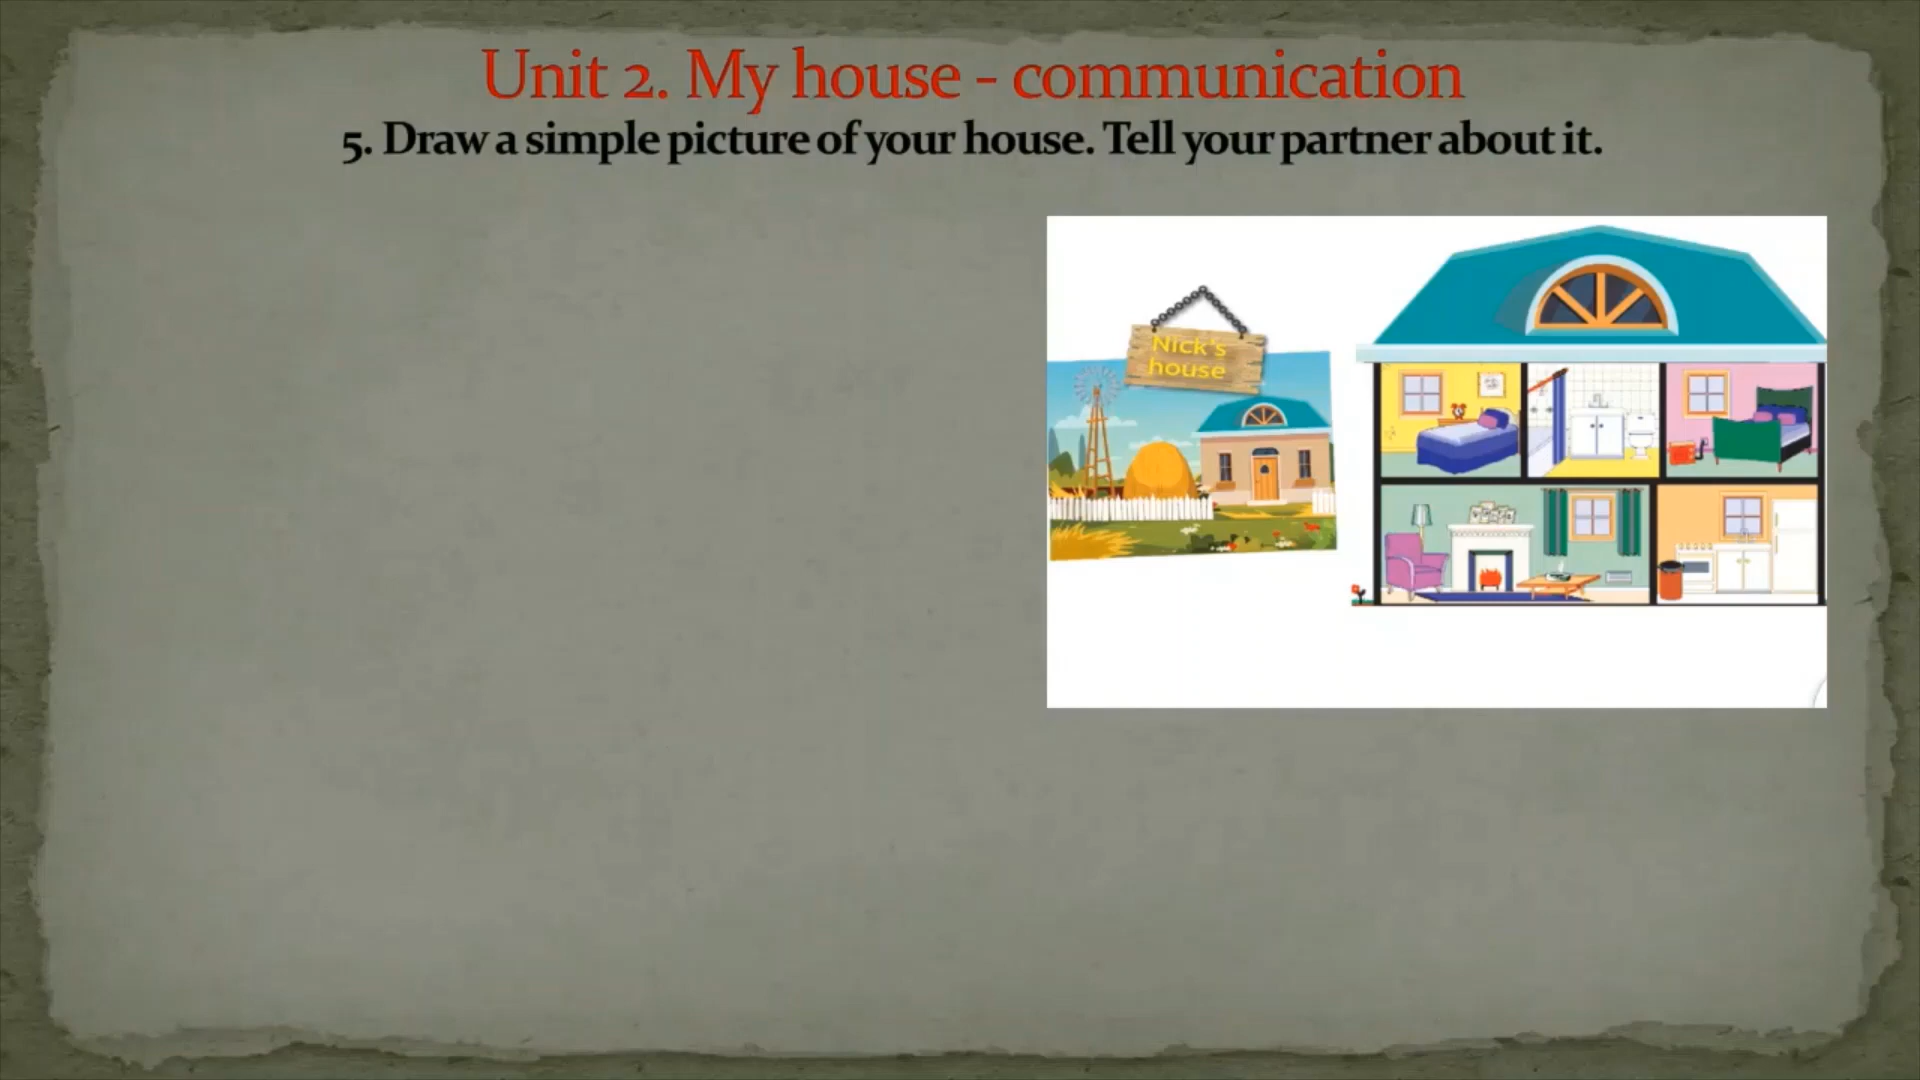 Unit 2. My house - communication
5. Draw a simple picture of your house. Tell your partner about it.
Nick's
house